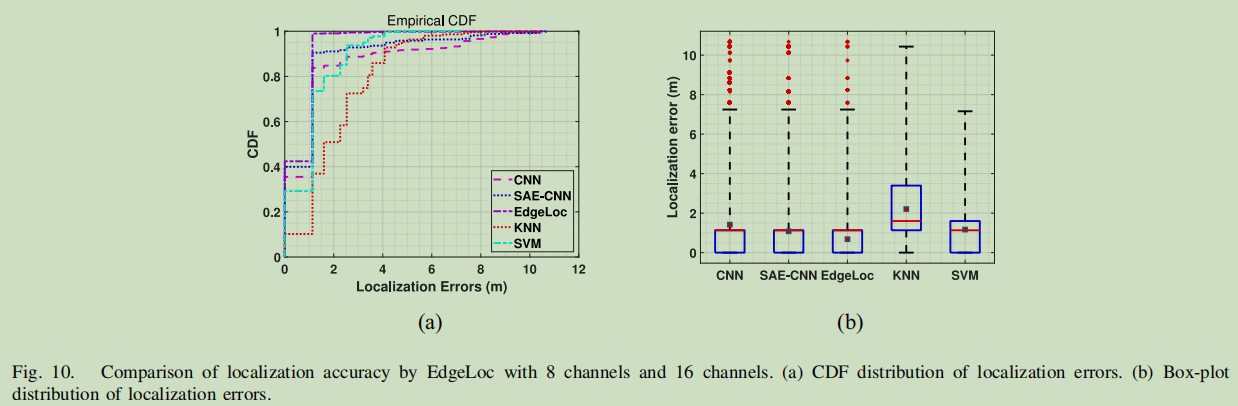 Empirical CDF
1
0.8
0.6
0.4
0.2
0
CDF
0 2 4 6 8 10 12
Localization Errors (m)
CNN
SAE-CNN
EdgeLoc
KNN
SVM
(a)
10
8
6
4
2
0
Localization error (m)
CNN SAE-CNN EdgeLoc KNN SVM
(b)
Fig. 10. Comparison of localization accuracy by EdgeLoc with 8 channels and 16 channels. (a) CDF distribution of localization errors. (b) Box-plot
distribution of localization errors.